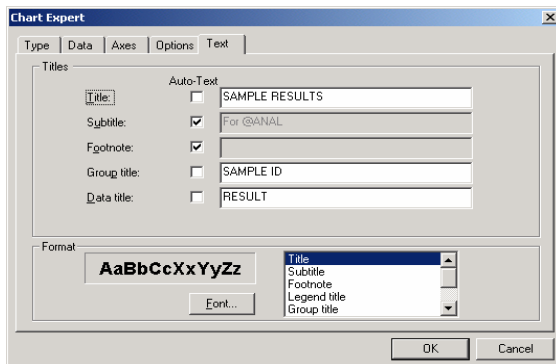 Chart Expert
Type Data Axes Options Text
Titles
Auto-Text
Title: SAMPLE RESULTS
Subtitle: For @ANAL
Footnote:
Group title: SAMPLE ID
Data title: RESULT
Format
AaBbCcXxYyZz
Font...
Title
Subtitle
Footnote
Legend title
Group title
OK Cancel